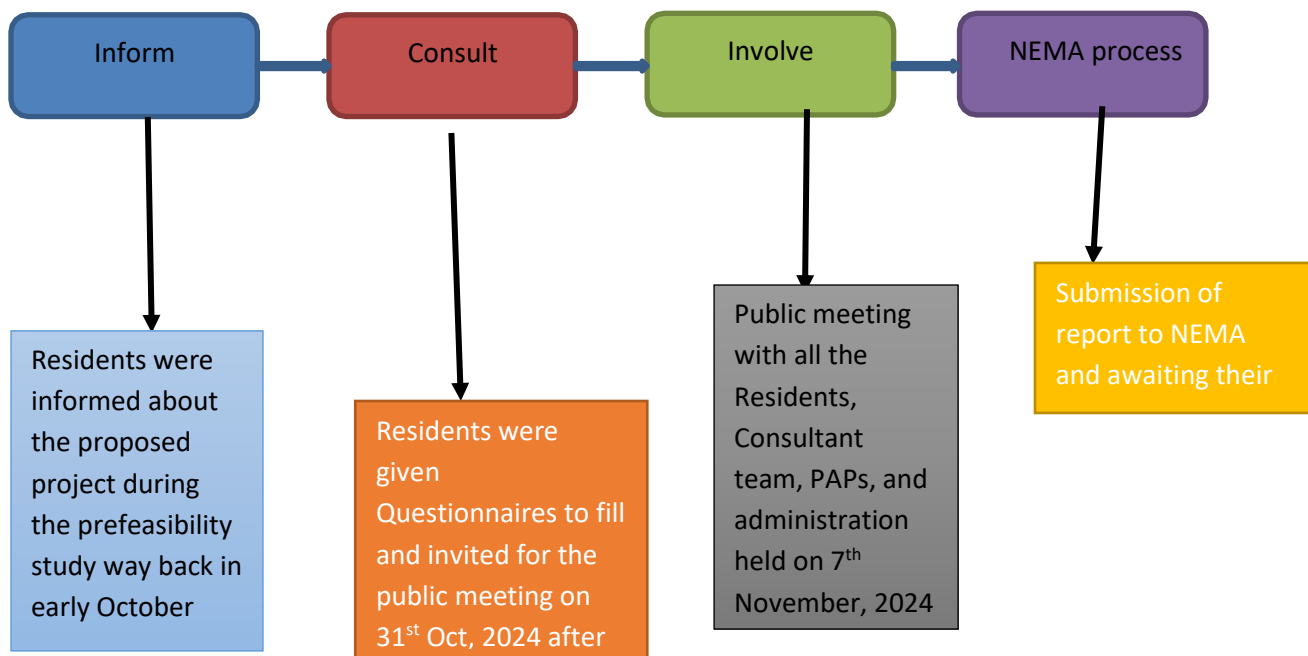 Inform
Consult
Involve
NEMA process
Residents were
informed about
the proposed
project during
the prefeasibility
study way back in
early October
Residents were
given
Questionnaires to fill
and invited for the
public meeting on
31st Oct, 2024 after
Public meeting
with all the
Residents,
Consultant
team, PAPs, and
administration
held on 7th
November, 2024
Submission of
report to NEMA
and awaiting their